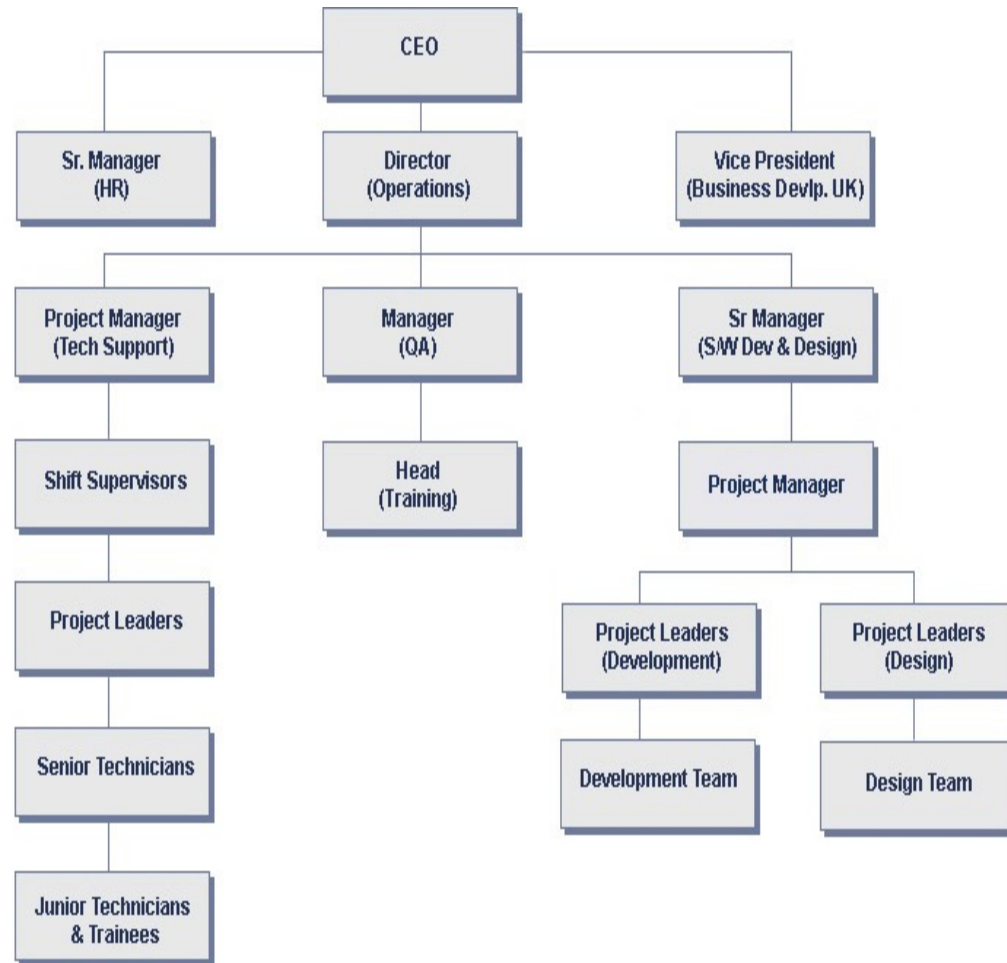 CEO
Sr. Manager
(HR)
Director
(Operations)
Vice President
(Business Devlp. UK)
Project Manager
(Tech Support)
Manager
(QA)
Sr Manager
(S/W Dev & Design)
Shift Supervisors
Head
(Training)
Project Manager
Project Leaders
Project Leaders
(Development)
Project Leaders
(Design)
Senior Technicians
Development Team
Design Team
Junior Technicians
& Trainees